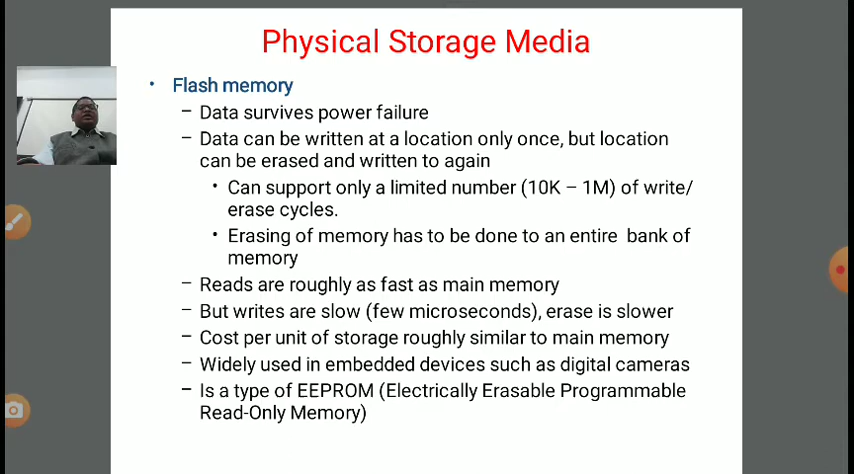 Physical Storage Media
• Flash memory
– Data survives power failure
– Data can be written at a location only once, but location
can be erased and written to again
• Can support only a limited number (10K – 1M) of write/
erase cycles.
• Erasing of memory has to be done to an entire bank of
memory
– Reads are roughly as fast as main memory
– But writes are slow (few microseconds), erase is slower
– Cost per unit of storage roughly similar to main memory
– Widely used in embedded devices such as digital cameras
– Is a type of EEPROM (Electrically Erasable Programmable
Read-Only Memory)